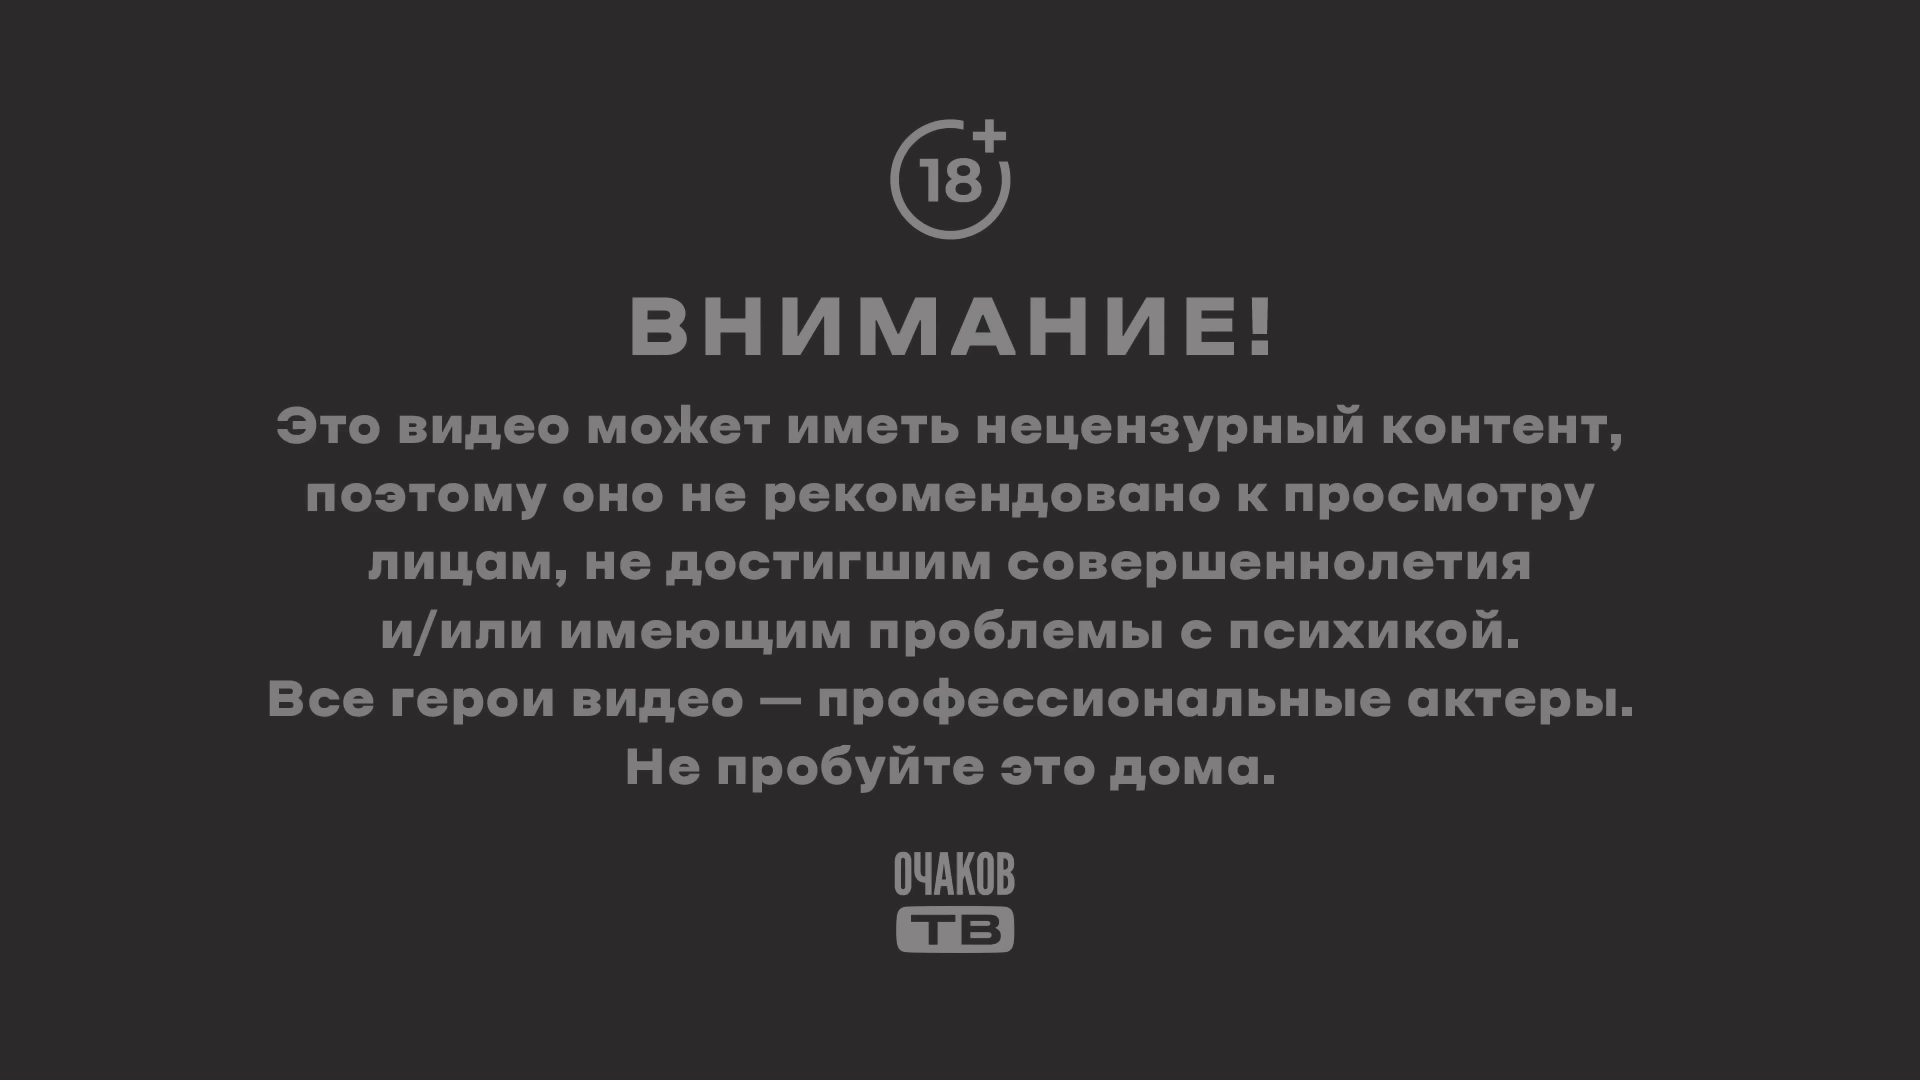 18+
ВНИМАНИЕ!
Это видео может иметь нецензурный контент,
поэтому оно не рекомендовано к просмотру
лицам, не достигшим совершеннолетия
и/или имеющим проблемы с психикой.
Все герои видео — профессиональные актеры.
Не пробуйте это дома.
ОЧАКОВ
ТВ